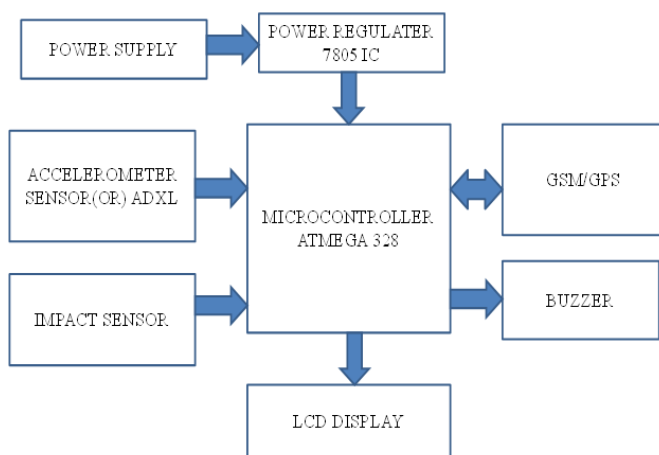 POWER SUPPLY
POWER REGULATER
7805 IC
ACCELEROMETER
SENSOR(OR) ADXL
MICROCONTROLLER
ATMEGA 328
GSM/GPS
IMPACT SENSOR
BUZZER
LCD DISPLAY